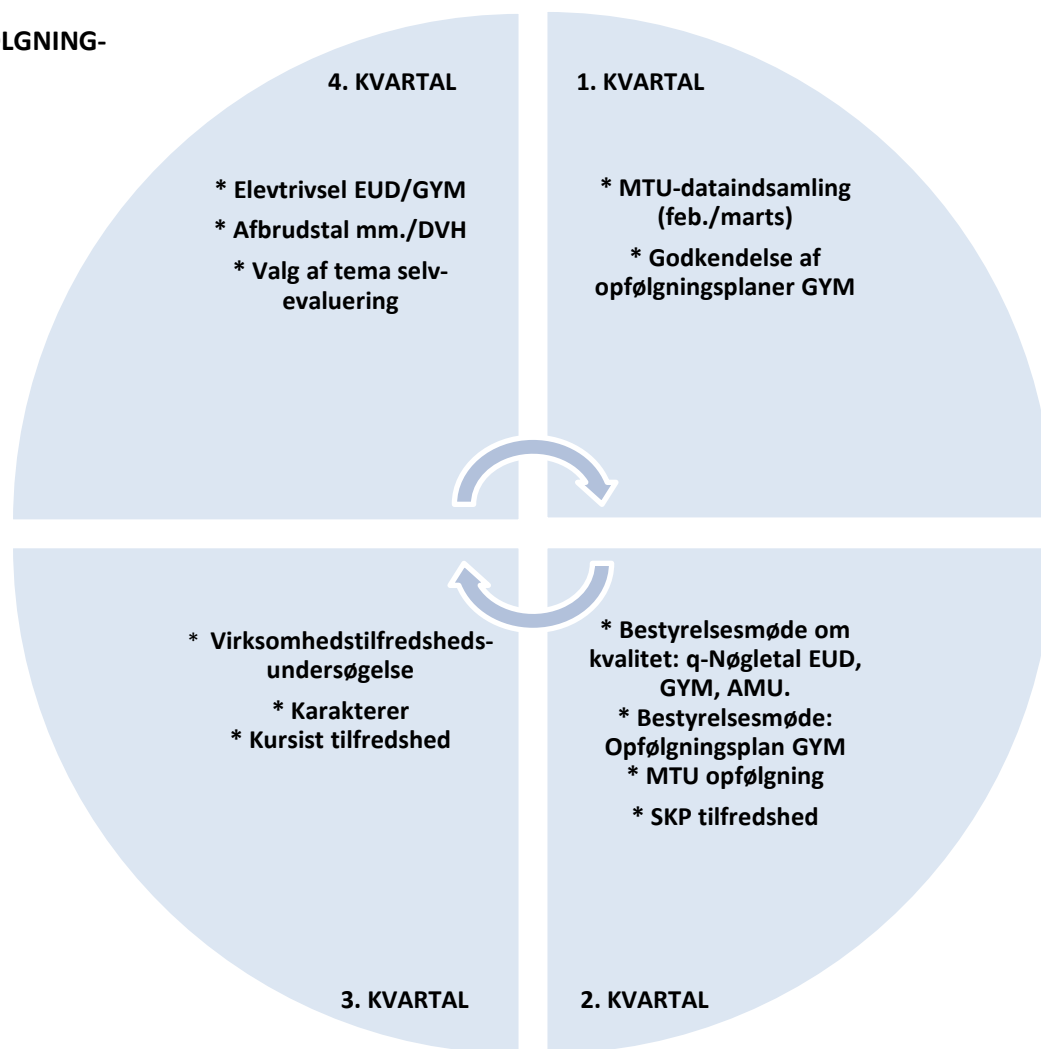 LGNING-
4. KVARTAL
* Elevtrivsel EUD/GYM
* Afbrudstal mm./DVH
* Valg af tema selv-
evaluering
1. KVARTAL
* MTU-dataindsamling
(feb./marts)
* Godkendelse af
opfølgningsplaner GYM
* Virksomhedstilfredsheds-
undersøgelse
* Karakterer
* Kursist tilfredshed
3. KVARTAL
* Bestyrelsesmøde om
kvalitet: q-Nøgletal EUD,
GYM, AMU.
* Bestyrelsesmøde:
Opfølgningsplan GYM
* MTU opfølgning
* SKP tilfredshed
2. KVARTAL